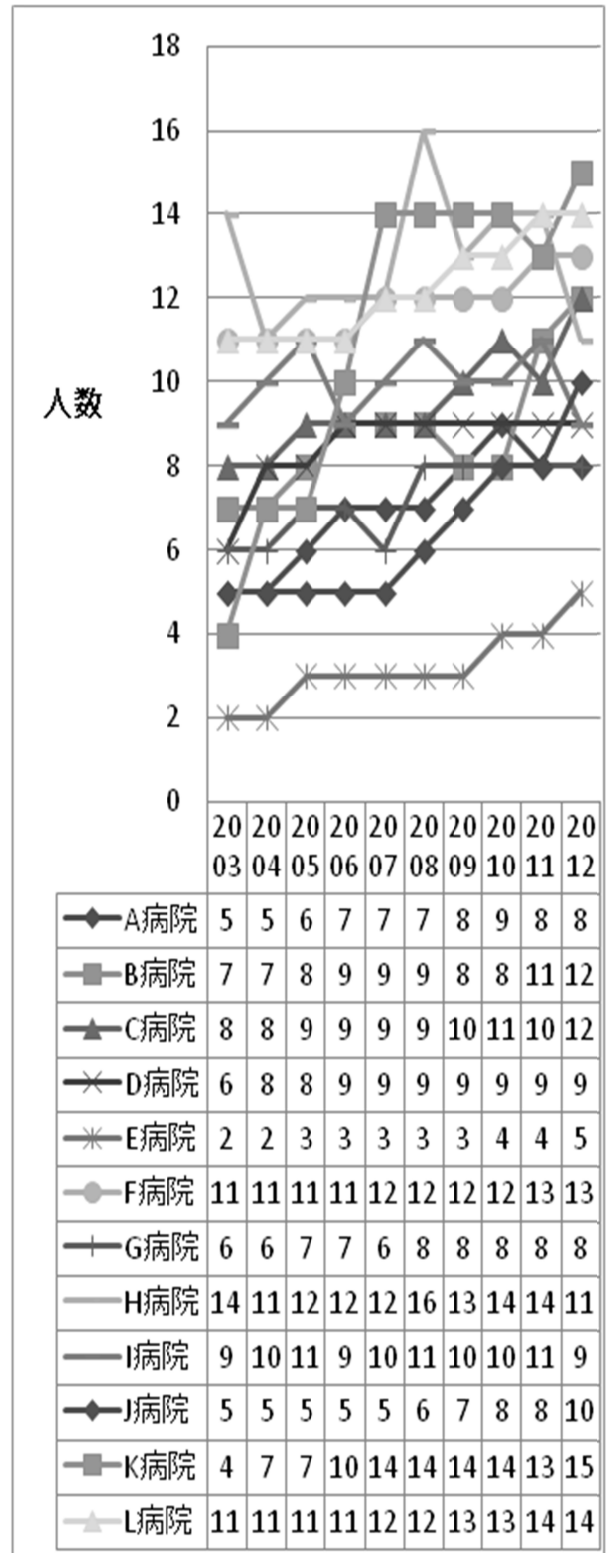 18
16
14
12
10
人数
8
6
4
2
0
20 20 20 20 20 20 20 20 20 20
03 04 05 06 07 08 09 10 11 12
A病院 5 5 6 7 7 7 8 9 8 8
B病院 7 7 8 9 9 9 8 8 11 12
C病院 8 8 9 9 9 9 10 11 10 12
D病院 6 8 8 9 9 9 9 9 9 9
E病院 2 2 3 3 3 3 3 4 4 5
F病院 11 11 11 11 12 12 12 12 13 13
G病院 6 6 7 7 6 8 8 8 8 8
H病院 14 11 12 12 12 16 13 14 14 11
I病院 9 10 11 9 10 11 10 10 11 9
J病院 5 5 5 5 5 6 7 8 8 10
K病院 4 7 7 10 14 14 14 14 13 15
L病院 11 11 11 11 12 12 13 13 14 14